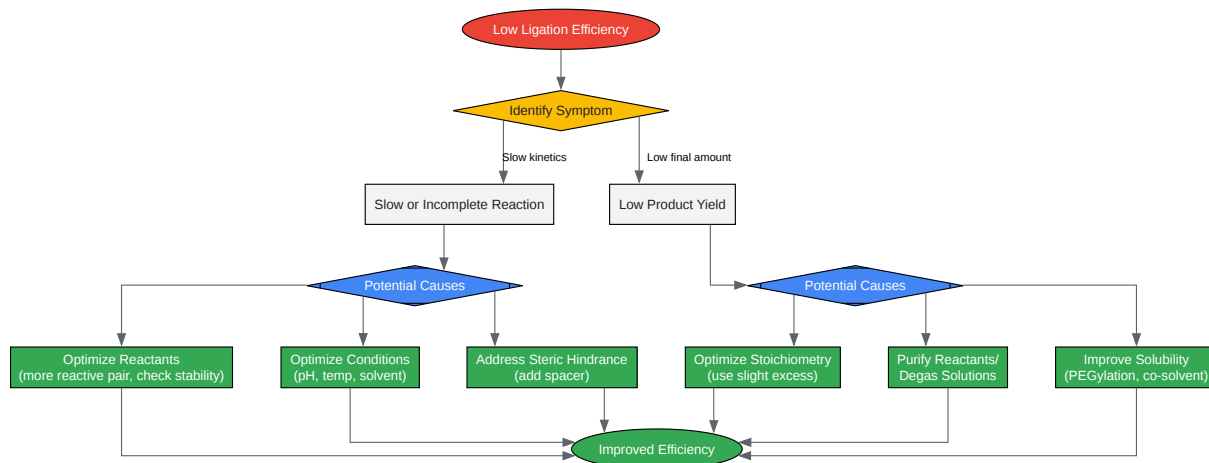 Low Ligation Efficiency
Identify Symptom
Slow kinetics
Low final amount
Slow or Incomplete Reaction
Low Product Yield
Potential Causes
Potential Causes
Optimize Reactants
(more reactive pair, check stability)
Optimize Conditions
(pH, temp, solvent)
Address Steric Hindrance
(add spacer)
Optimize Stoichiometry
(use slight excess)
Purify Reactants/
Degas Solutions
Improve Solubility
(PEGylation, co-solvent)
Improved Efficiency